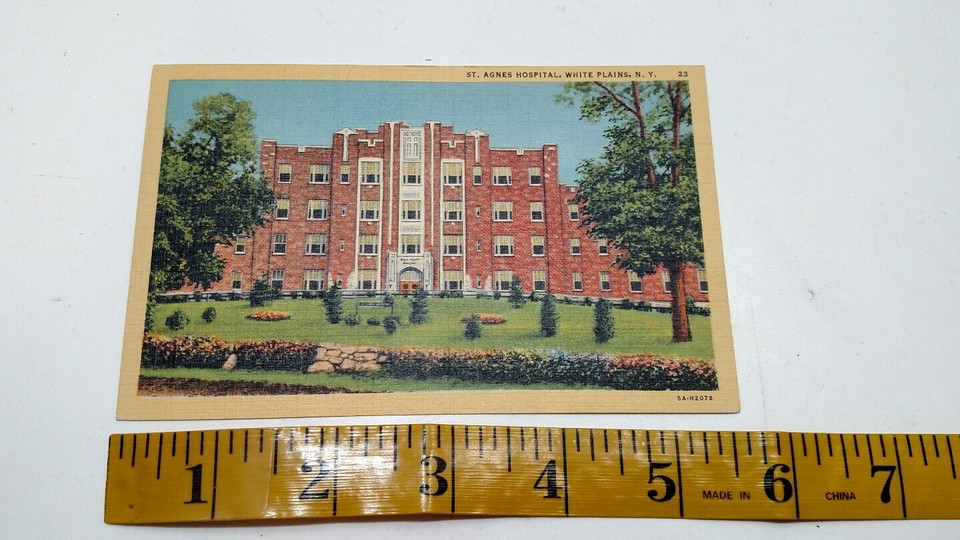 ST. AGNES HOSPITAL, WHITE PLAINS, N. Y. 23
5A-H2078
1 2 3 4 5 6 7
MADE IN CHINA